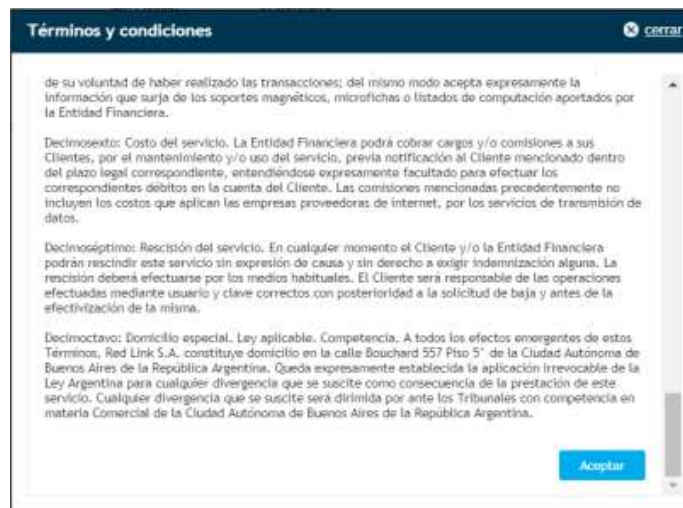 Términos y condiciones
cerrar
de su voluntad de haber realizado las transacciones; del mismo modo acepta expresamente la
información que surja de los soportes magnéticos, microfichas o listados de computación aportados por
la Entidad Financiera.
Decimosexto: Costo del servicio. La Entidad Financiera podrá cobrar cargos y/o comisiones a sus
Clientes, por el mantenimiento y/o uso del servicio, previa notificación al Cliente mencionado dentro
del plazo legal correspondiente, entendiéndose expresamente facultado para efectuar los
correspondientes débitos en la cuenta del Cliente. Las comisiones mencionadas precedentemente no
incluyen los costos que aplican las empresas proveedoras de internet, por los servicios de transmisión de
datos.
Decimoséptimo: Rescisión del servicio. En cualquier momento el Cliente y/o la Entidad Financiera
podrán rescindir este servicio sin expresión de causa y sin derecho a exigir indemnización alguna. La
rescisión deberá efectuarse por los medios habituales. El Cliente será responsable de las operaciones
efectuadas mediante usuario y clave correctos con posterioridad a la solicitud de baja y antes de la
efectivización de la misma.
Decimoctavo: Domicilio especial. Ley aplicable. Competencia. A todos los efectos emergentes de estos
Términos, Red Link S.A. constituye domicilio en la calle Bouchard 557 Piso 5° de la Ciudad Autónoma de
Buenos Aires de la República Argentina. Queda expresamente establecida la aplicación irrevocable de la
Ley Argentina para cualquier divergencia que se suscite como consecuencia de la prestación de este
servicio. Cualquier divergencia que se suscite será dirimida por ante los Tribunales con competencia en
materia Comercial de la Ciudad Autónoma de Buenos Aires de la República Argentina.
Aceptar